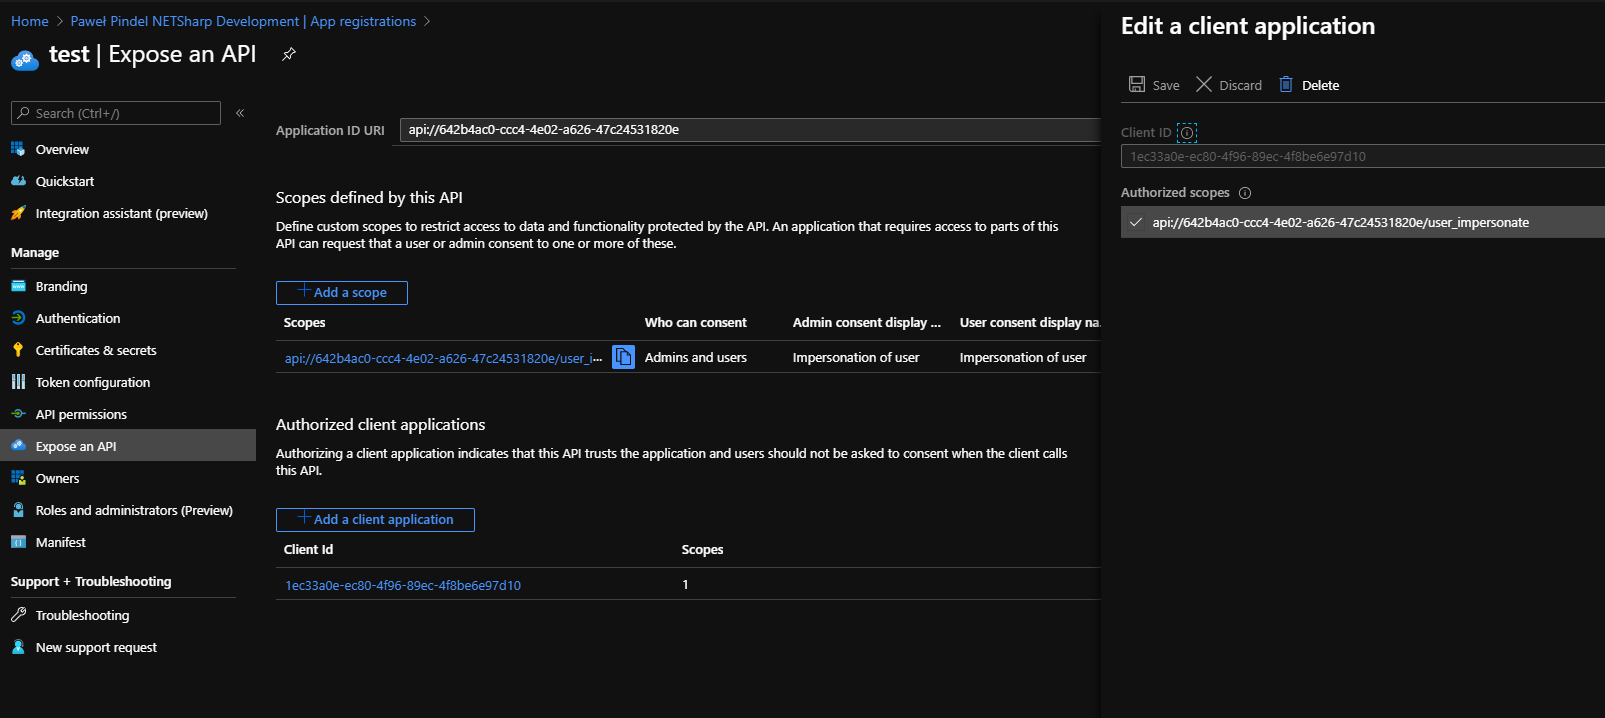 Home > Paweł Pindel NETSharp Development | App registrations >
test | Expose an API
Search (Ctrl+/)
«
Overview
Quickstart
Integration assistant (preview)
Manage
Branding
Authentication
Certificates & secrets
Token configuration
API permissions
Expose an API
Owners
Roles and administrators (Preview)
Manifest
Support + Troubleshooting
Troubleshooting
New support request
Application ID URI
api://642b4ac0-ccc4-4e02-a626-47c24531820e
Scopes defined by this API
Define custom scopes to restrict access to data and functionality protected by the API. An application that requires access to parts of this
API can request that a user or admin consent to one or more of these.
+ Add a scope
Scopes Who can consent Admin consent display ... User consent display na...
api://642b4ac0-ccc4-4e02-a626-47c24531820e/user_i... Admins and users Impersonation of user Impersonation of user
Authorized client applications
Authorizing a client application indicates that this API trusts the application and users should not be asked to consent when the client calls
this API.
+ Add a client application
Client Id Scopes
1ec33a0e-ec80-4f96-89ec-4f8be6e97d10 1
Edit a client application
Save Discard Delete
Client ID
1ec33a0e-ec80-4f96-89ec-4f8be6e97d10
Authorized scopes
api://642b4ac0-ccc4-4e02-a626-47c24531820e/user_impersonate